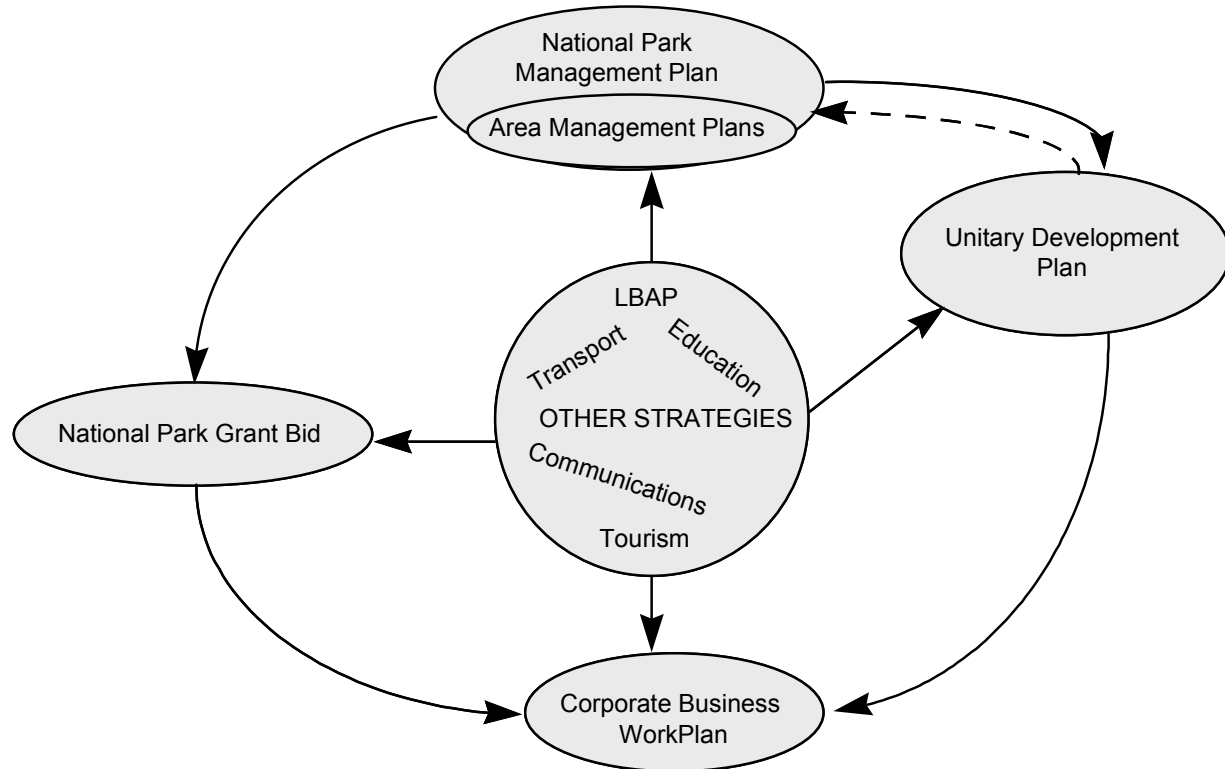 National Park
Management Plan
Area Management Plans
Unitary Development
Plan
LBAP
Transport
Education
OTHER STRATEGIES
National Park Grant Bid
Communications
Tourism
Corporate Business
WorkPlan